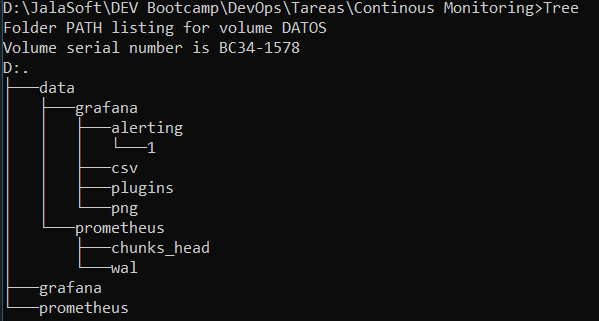 D:\JalaSoft\DEV Bootcamp\DevOps\Tareas\Continous Monitoring>Tree
Folder PATH listing for volume DATOS
Volume serial number is BC34-1578
D:.
├───data
│   ├───grafana
│   │   ├───alerting
│   │   │   └───1
│   │   ├───csv
│   │   ├───plugins
│   │   └───png
│   └───prometheus
│       ├───chunks_head
│       └───wal
├───grafana
└───prometheus